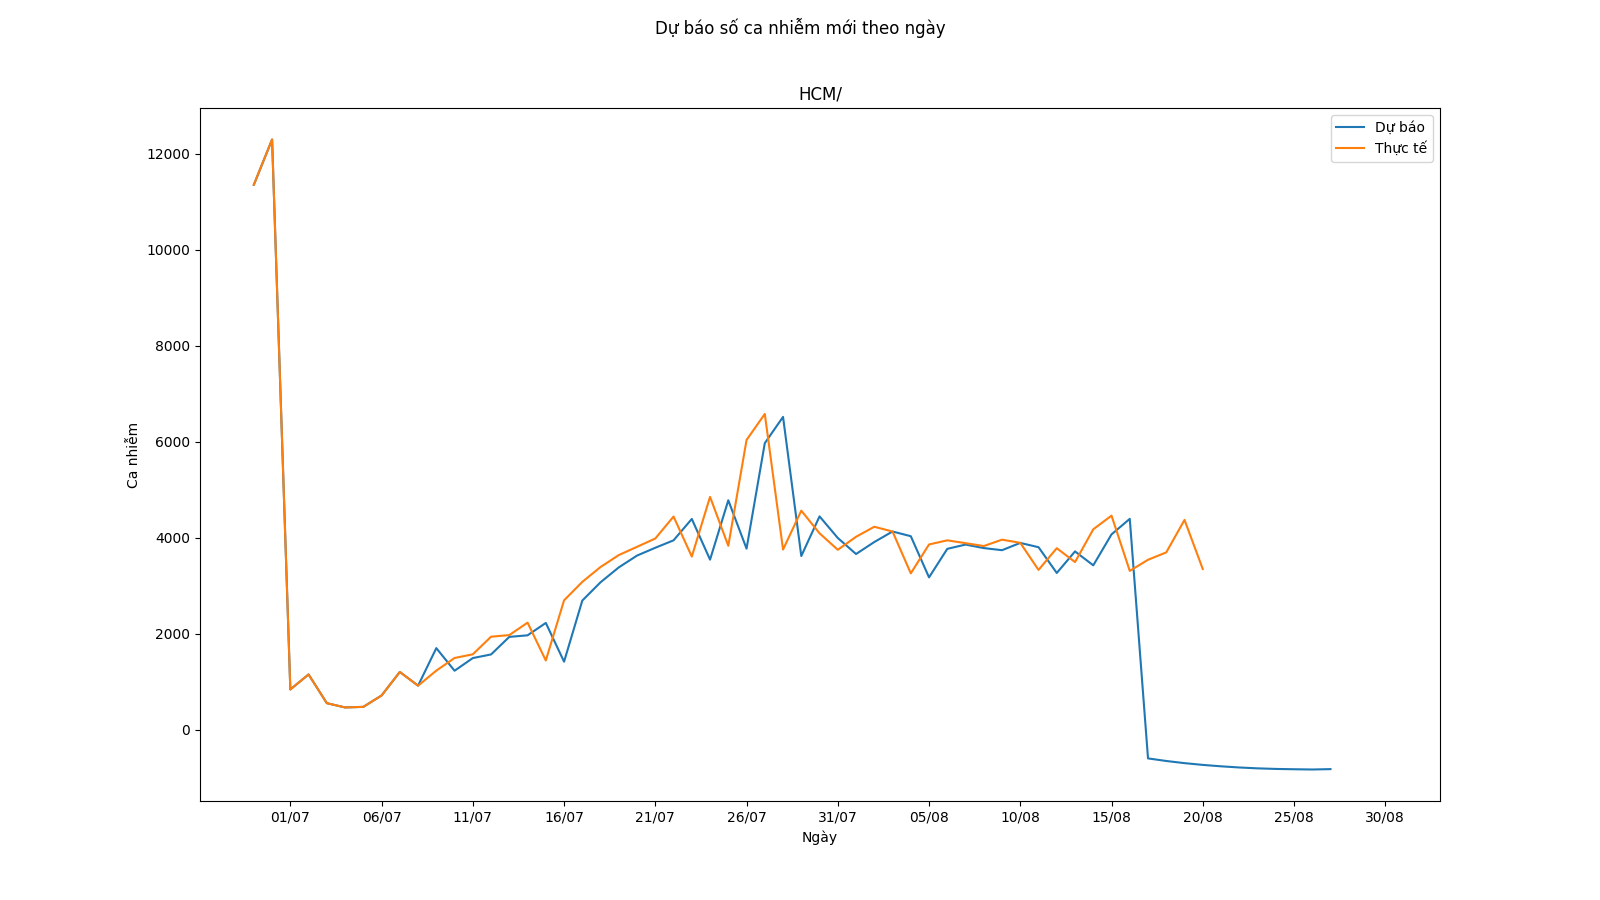 Dự báo số ca nhiễm mới theo ngày
HCM/
Dự báo
Thực tế
12000
10000
8000
6000
4000
2000
0
Ca nhiễm
01/07 06/07 11/07 16/07 21/07 26/07 31/07 05/08 10/08 15/08 20/08 25/08 30/08
Ngày